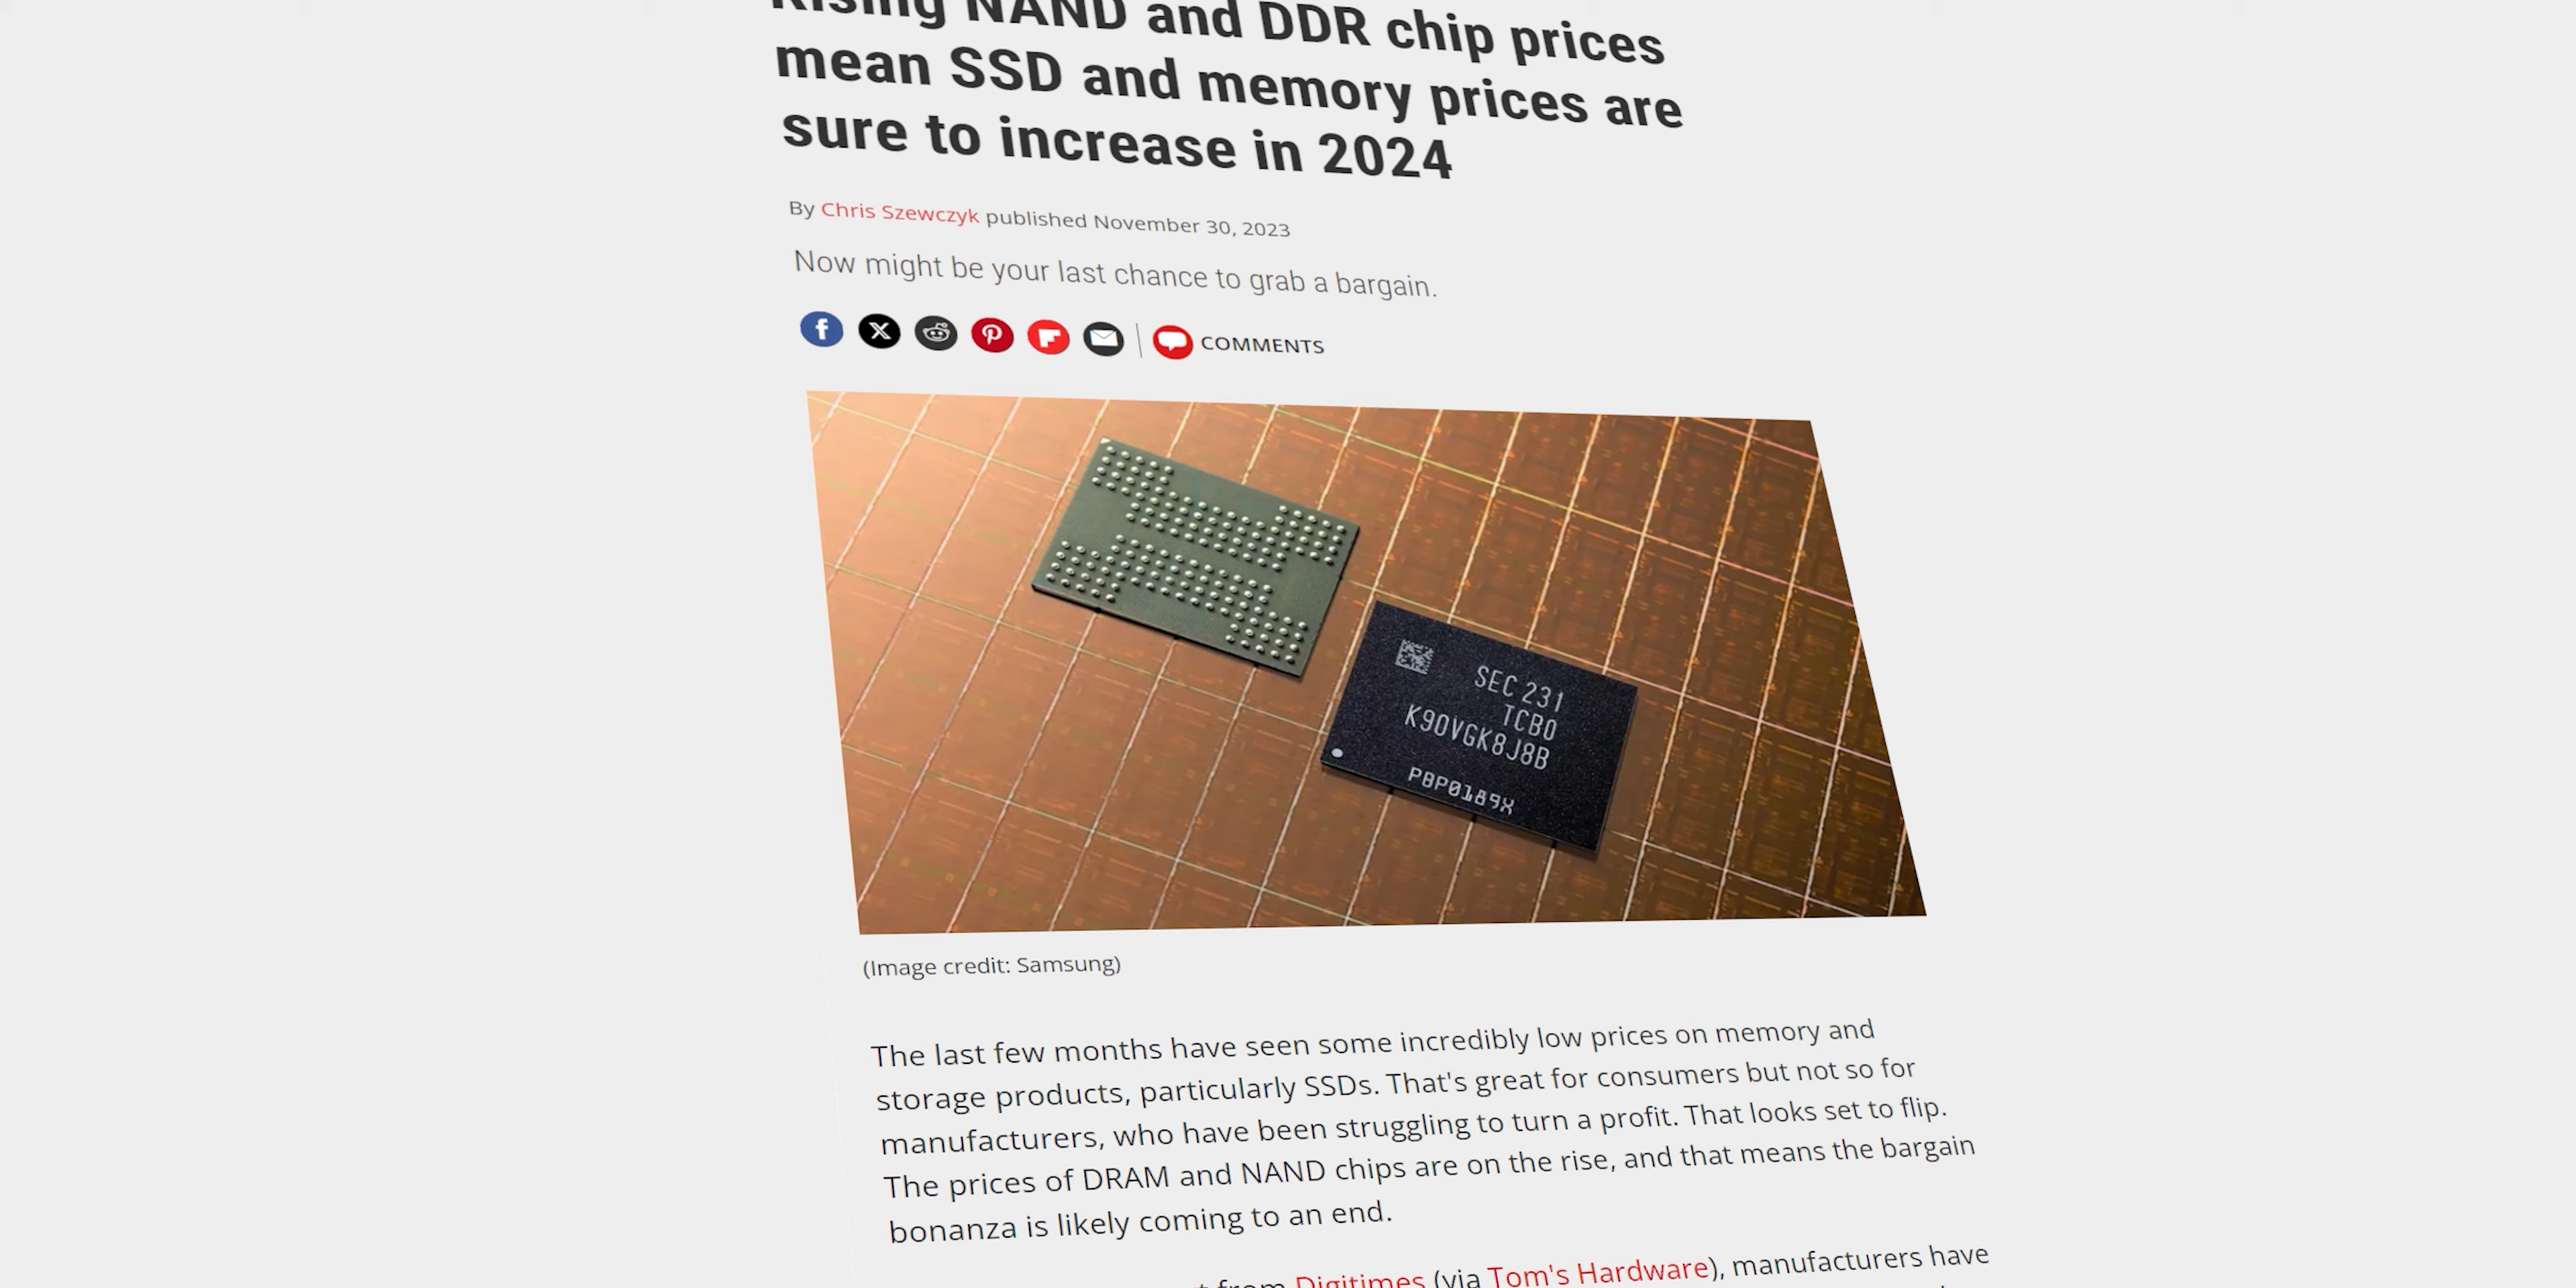 Rising NAND and DDR chip prices
mean SSD and memory prices are
sure to increase in 2024
By Chris Szewczyk published November 30, 2023
Now might be your last chance to grab a bargain.
COMMENTS
SEC 231
TCB0
K90VGK8J8B
PBP0189X
(Image credit: Samsung)
The last few months have seen some incredibly low prices on memory and
storage products, particularly SSDs. That's great for consumers but not so for
manufacturers, who have been struggling to turn a profit. That looks set to flip.
The prices of DRAM and NAND chips are on the rise, and that means the bargain
bonanza is likely coming to an end.
from Digitimes (via Tom's Hardware), manufacturers have